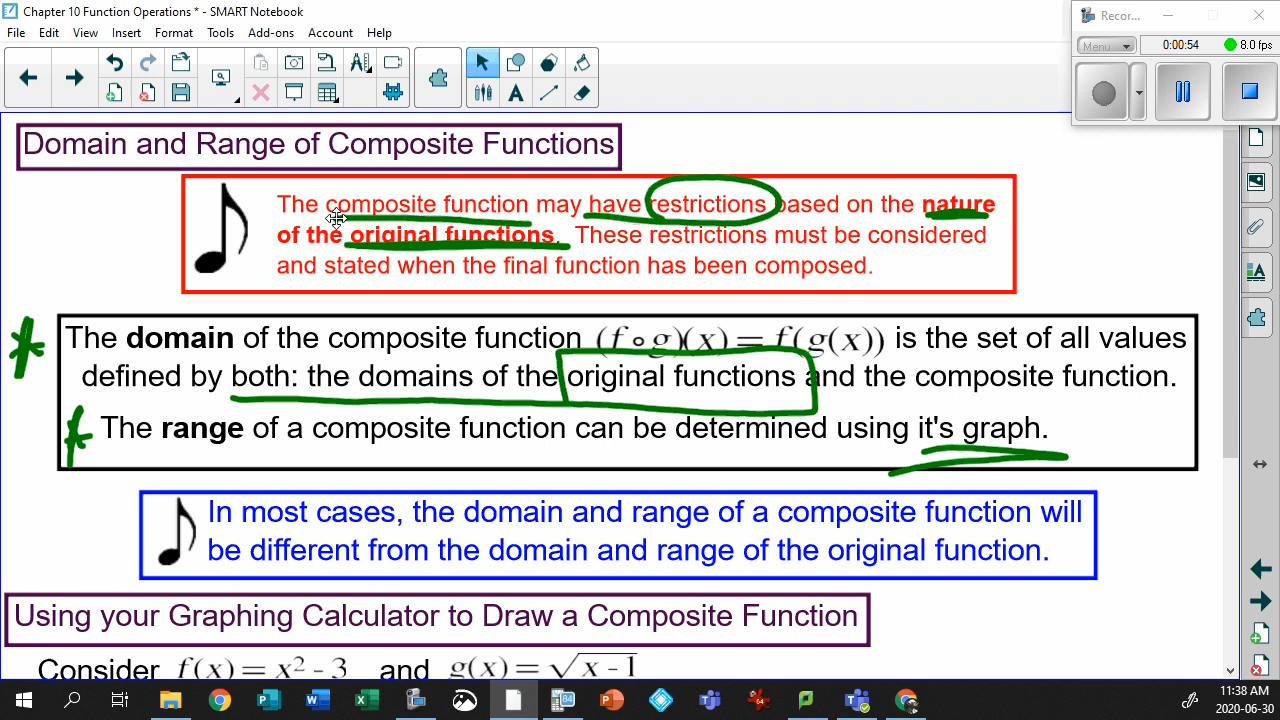 Chapter 10 Function Operations * - SMART Notebook
File Edit View Insert Format Tools Add-ons Account Help
Recor...
Menu
0:00:54
8.0 fps
Domain and Range of Composite Functions
The composite function may have restrictions based on the nature
of the original functions. These restrictions must be considered
and stated when the final function has been composed.
The domain of the composite function (f∘g)(x) = f(g(x)) is the set of all values
defined by both: the domains of the original functions and the composite function.
The range of a composite function can be determined using it's graph.
In most cases, the domain and range of a composite function will
be different from the domain and range of the original function.
Using your Graphing Calculator to Draw a Composite Function
Consider f(x) = x² - 3 and g(x) = √x - 1
11:38 AM
2020-06-30